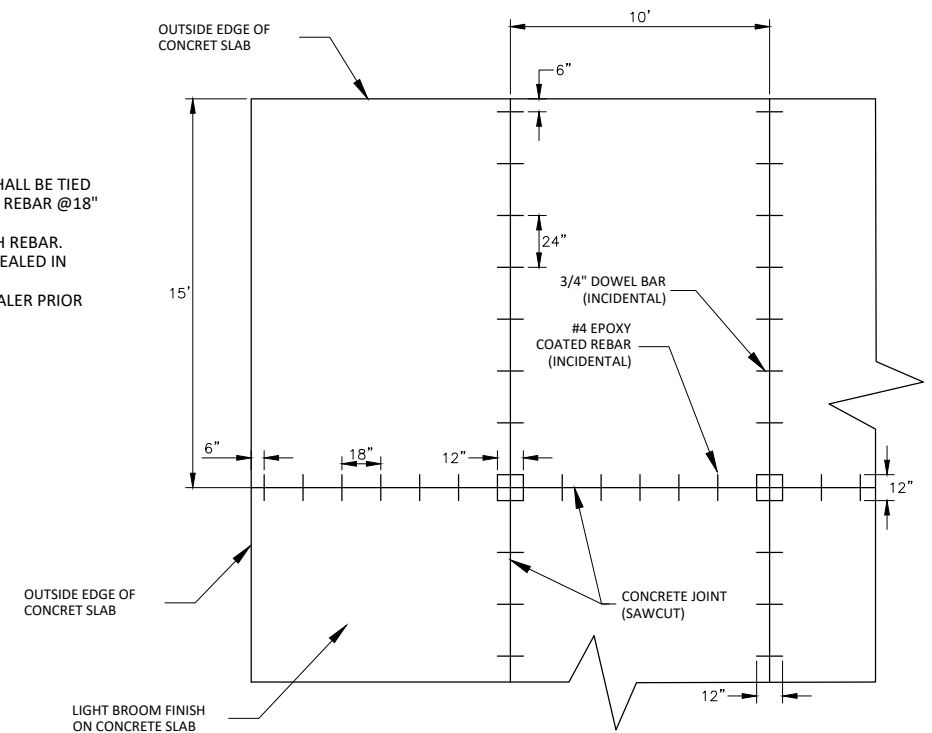 OUTSIDE EDGE OF
CONCRET SLAB
10'
6"
HALL BE TIED
REBAR @18"
H REBAR.
EALED IN
ALER PRIOR
15'
24"
3/4" DOWEL BAR
(INCIDENTAL)
#4 EPOXY
COATED REBAR
(INCIDENTAL)
6"
18"
12"
12"
OUTSIDE EDGE OF
CONCRET SLAB
CONCRETE JOINT
(SAWCUT)
12"
LIGHT BROOM FINISH
ON CONCRETE SLAB